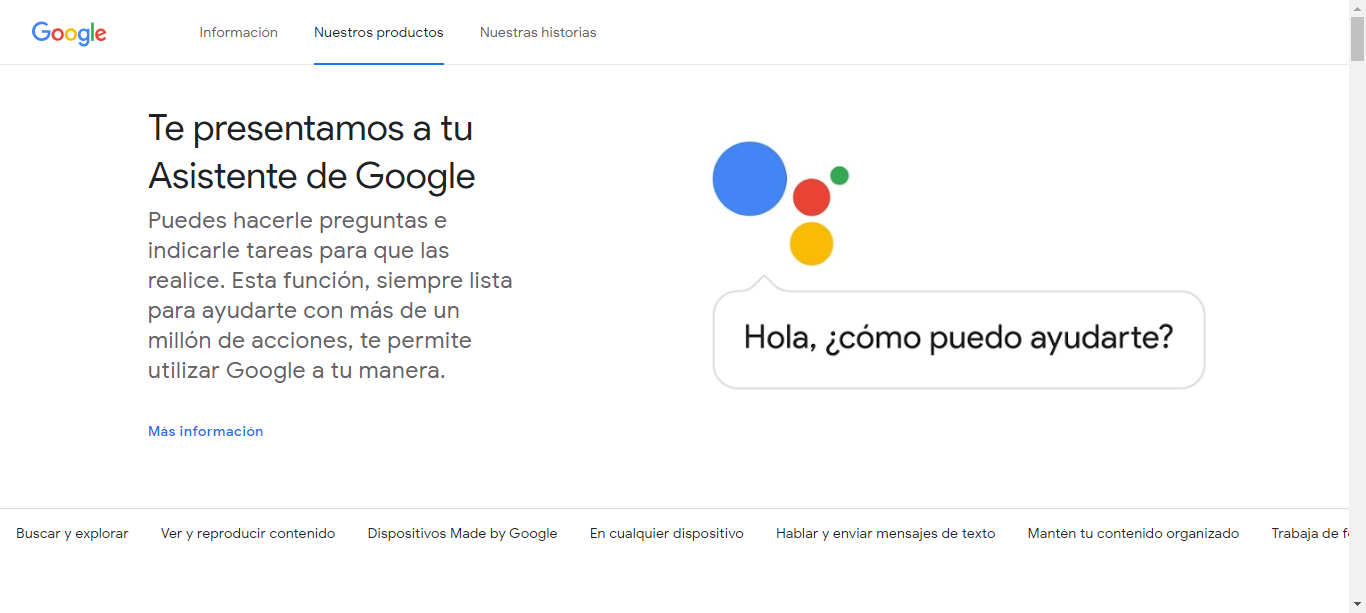 Google
Información
Nuestros productos
Nuestras historias
Te presentamos a tu
Asistente de Google
Puedes hacerle preguntas e
indicarle tareas para que las
realice. Esta función, siempre lista
para ayudarte con más de un
millón de acciones, te permite
utilizar Google a tu manera.
Más información
Hola, ¿cómo puedo ayudarte?
Buscar y explorar
Ver y reproducir contenido
Dispositivos Made by Google
En cualquier dispositivo
Hablar y enviar mensajes de texto
Mantén tu contenido organizado
Trabaja de